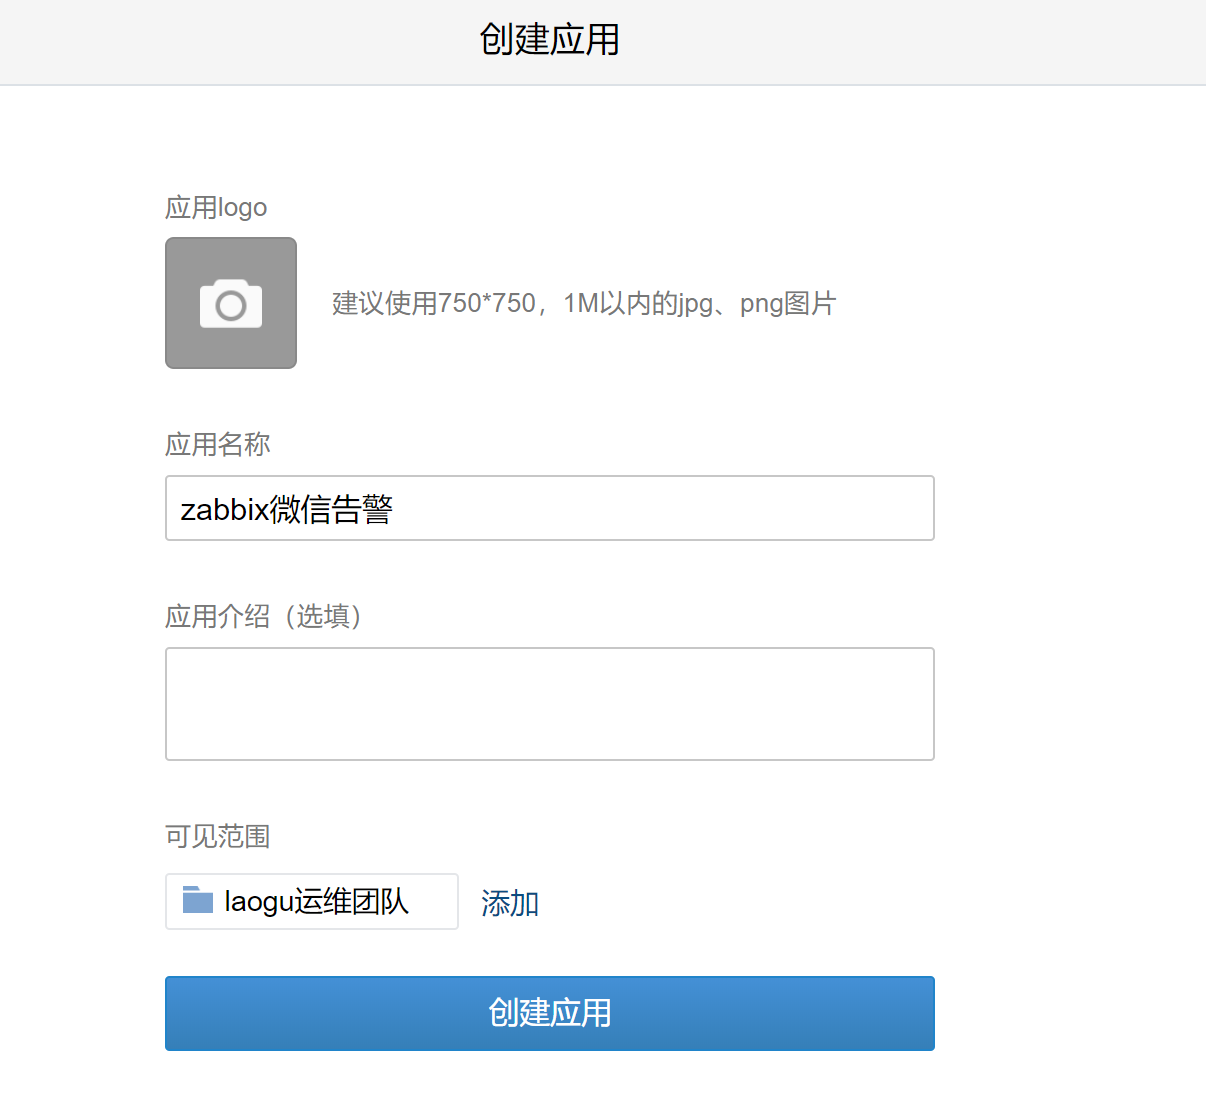 创建应用
应用logo
建议使用750*750，1M以内的jpg、png图片
应用名称
zabbix微信告警
应用介绍（选填）
可见范围
laogu运维团队 添加
创建应用